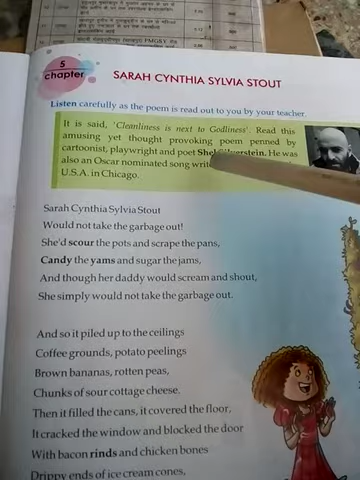 5
chapter
SARAH CYNTHIA SYLVIA STOUT
Listen carefully as the poem is read out to you by your teacher.
It is said, 'Cleanliness is next to Godliness'. Read this
amusing yet thought provoking poem penned by
cartoonist, playwright and poet Shel Silverstein. He was
also an Oscar nominated song
U.S.A. in Chicago.
Sarah Cynthia Sylvia Stout
Would not take the garbage out!
She'd scour the pots and scrape the pans,
Candy the yams and sugar the jams,
And though her daddy would scream and shout,
She simply would not take the garbage out.
And so it piled up to the ceilings
Coffee grounds, potato peelings
Brown bananas, rotten peas,
Chunks of sour cottage cheese.
Then it filled the cans, it covered the floor,
It cracked the window and blocked the door
With bacon rinds and chicken bones
Drippy ends of ice cream cones,